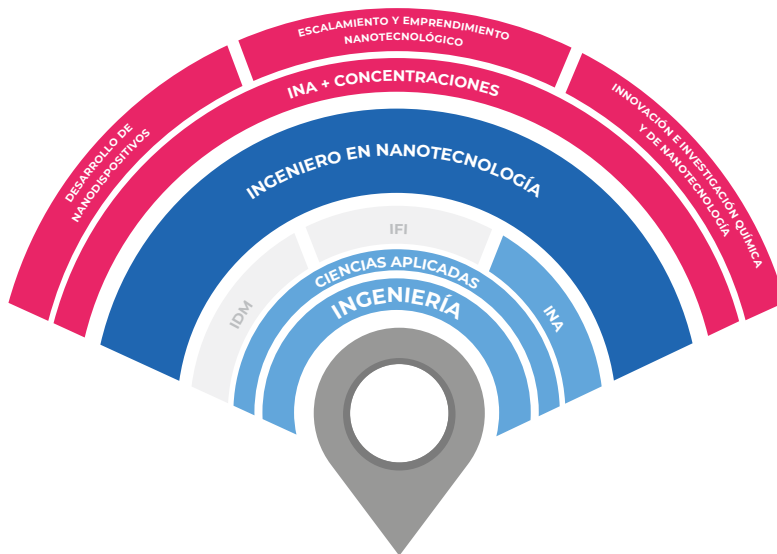 ESCALAMIENTO Y EMPRENDIMIENTO
NANOTECNOLÓGICO
DESARROLLO DE
NANODISPOSITIVOS
INNOVACIÓN E INVESTIGACIÓN QUÍMICA
Y DE NANOTECNOLOGÍA
INA + CONCENTRACIONES
INGENIERO EN NANOTECNOLOGÍA
IDM
IFI
INA
CIENCIAS APLICADAS
INGENIERÍA